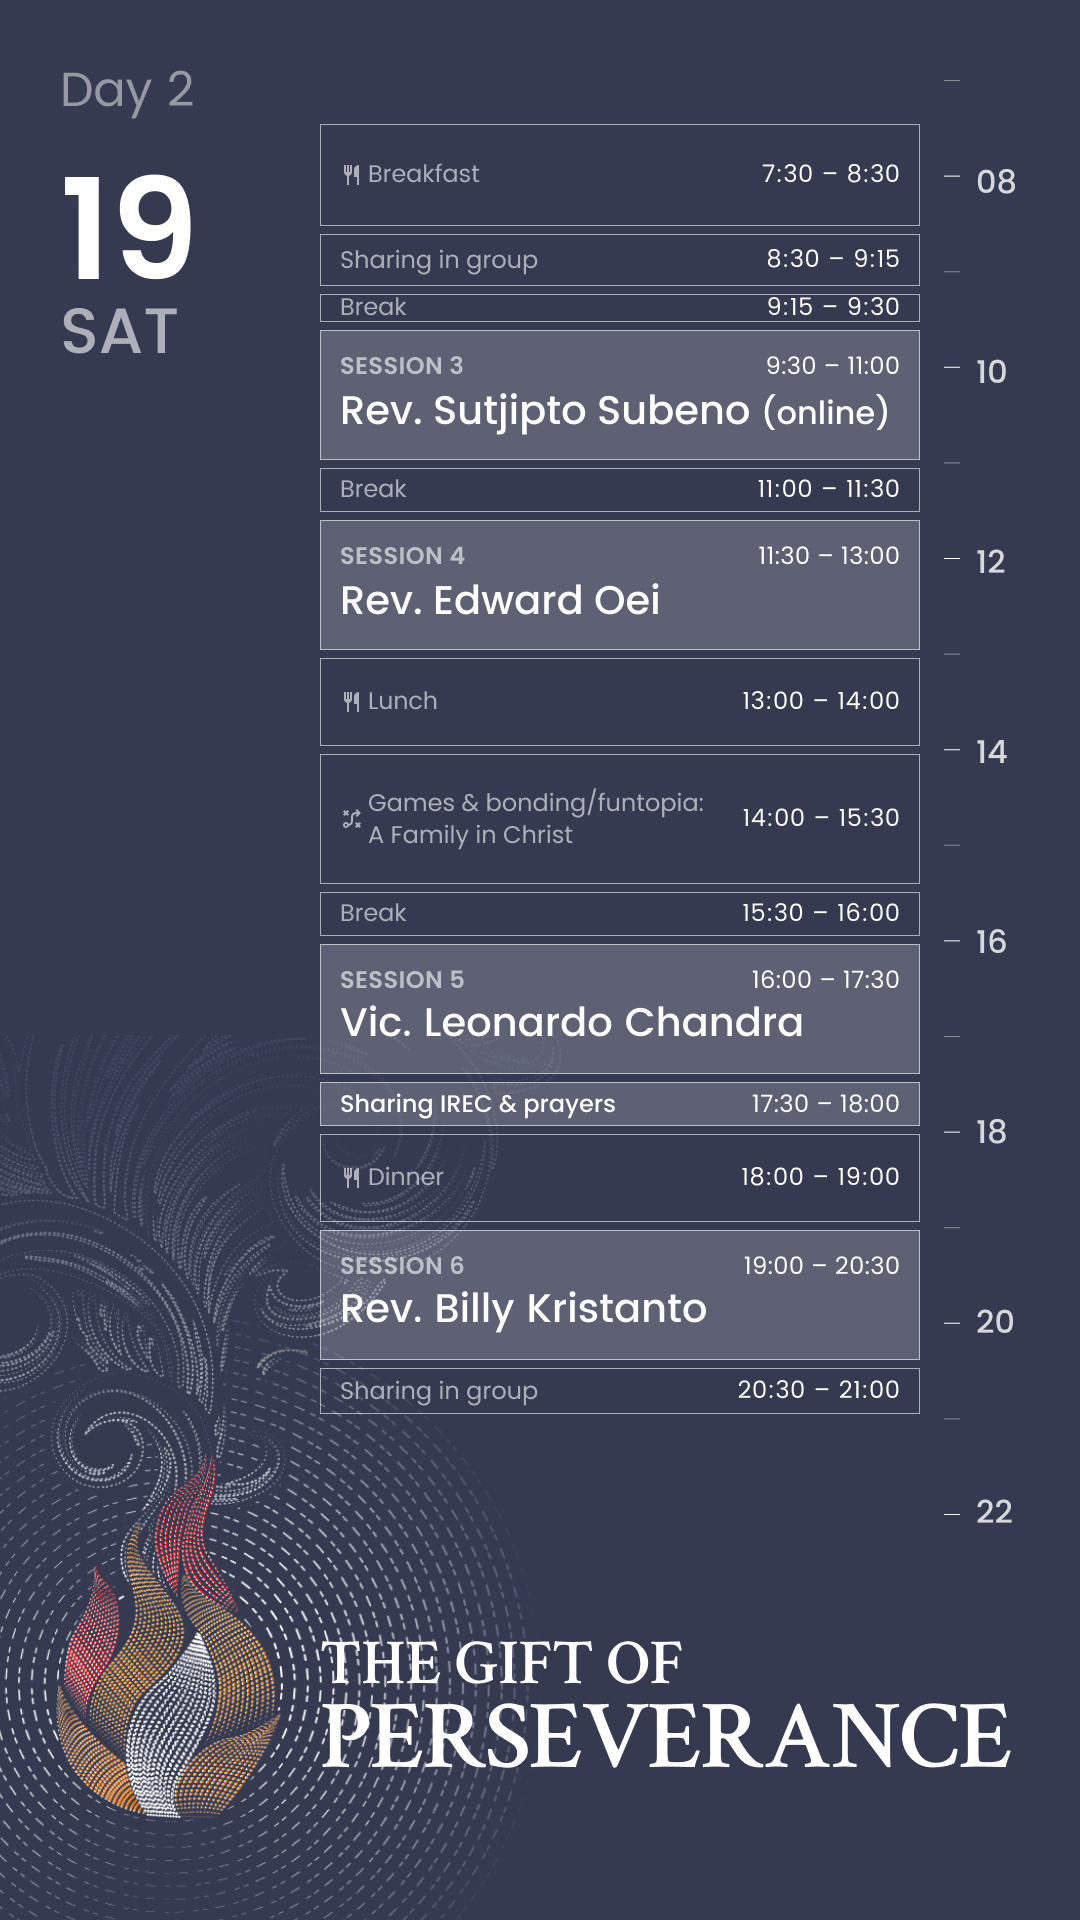 Day 2
19
SAT
Breakfast 7:30 – 8:30
08
Sharing in group 8:30 – 9:15
Break 9:15 – 9:30
SESSION 3 9:30 – 11:00
10
Rev. Sutjipto Subeno (online)
Break 11:00 – 11:30
SESSION 4 11:30 – 13:00
12
Rev. Edward Oei
Lunch 13:00 – 14:00
14
Games & bonding/funtopia:
A Family in Christ
14:00 – 15:30
Break 15:30 – 16:00
16
SESSION 5 16:00 – 17:30
Vic. Leonardo Chandra
Sharing IREC & prayers 17:30 – 18:00
18
Dinner 18:00 – 19:00
SESSION 6 19:00 – 20:30
Rev. Billy Kristanto
20
Sharing in group 20:30 – 21:00
22
THE GIFT OF
PERSEVERANCE